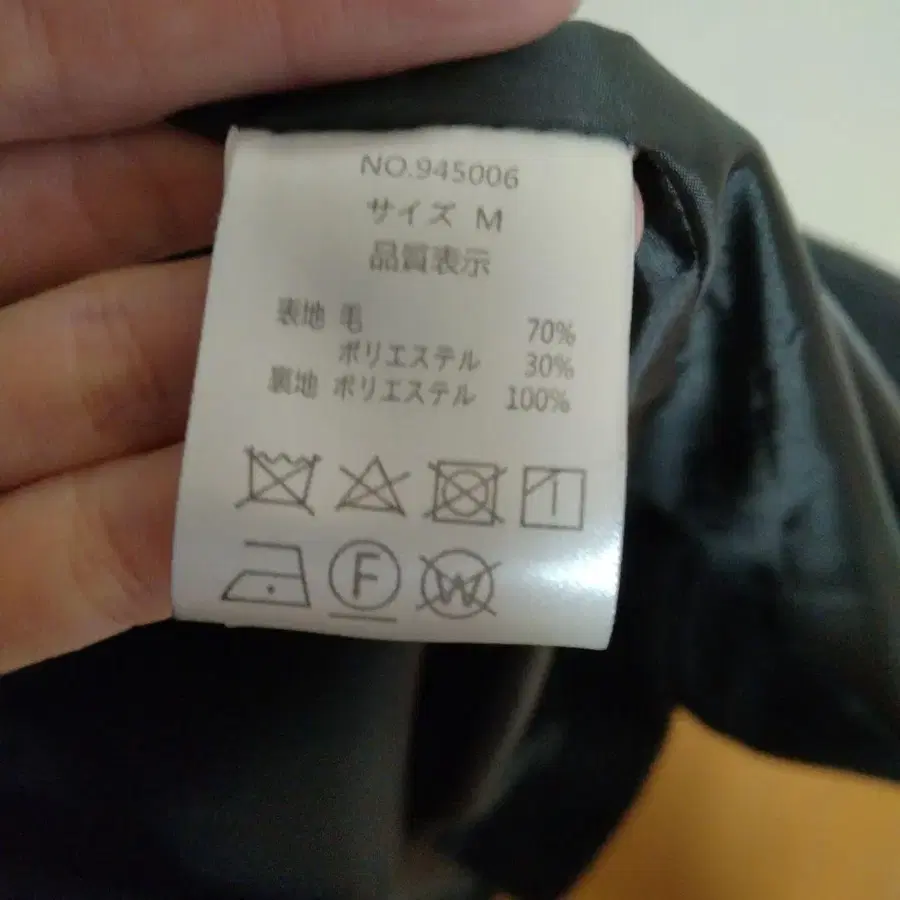 NO.945006
サイズ M
品質表示
表地 毛 70%
ポリエステル 30%
裏地 ポリエステル 100%
F W